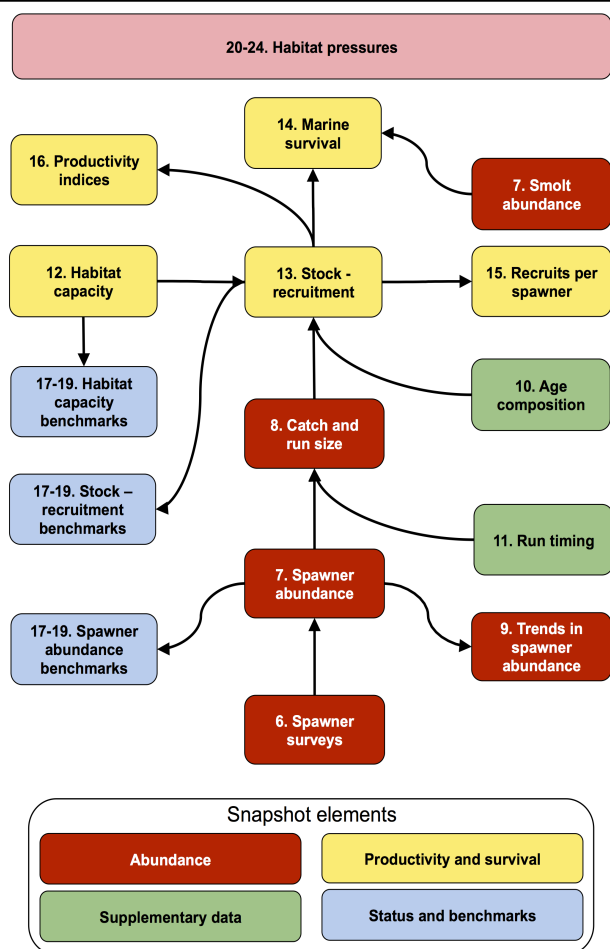 20-24. Habitat pressures
14. Marine
survival
16. Productivity
indices
7. Smolt
abundance
12. Habitat
capacity
13. Stock -
recruitment
15. Recruits per
spawner
17-19. Habitat
capacity
benchmarks
10. Age
composition
8. Catch and
run size
17-19. Stock –
recruitment
benchmarks
11. Run timing
7. Spawner
abundance
17-19. Spawner
abundance
benchmarks
9. Trends in
spawner
abundance
6. Spawner
surveys
Snapshot elements
Abundance
Productivity and survival
Supplementary data
Status and benchmarks